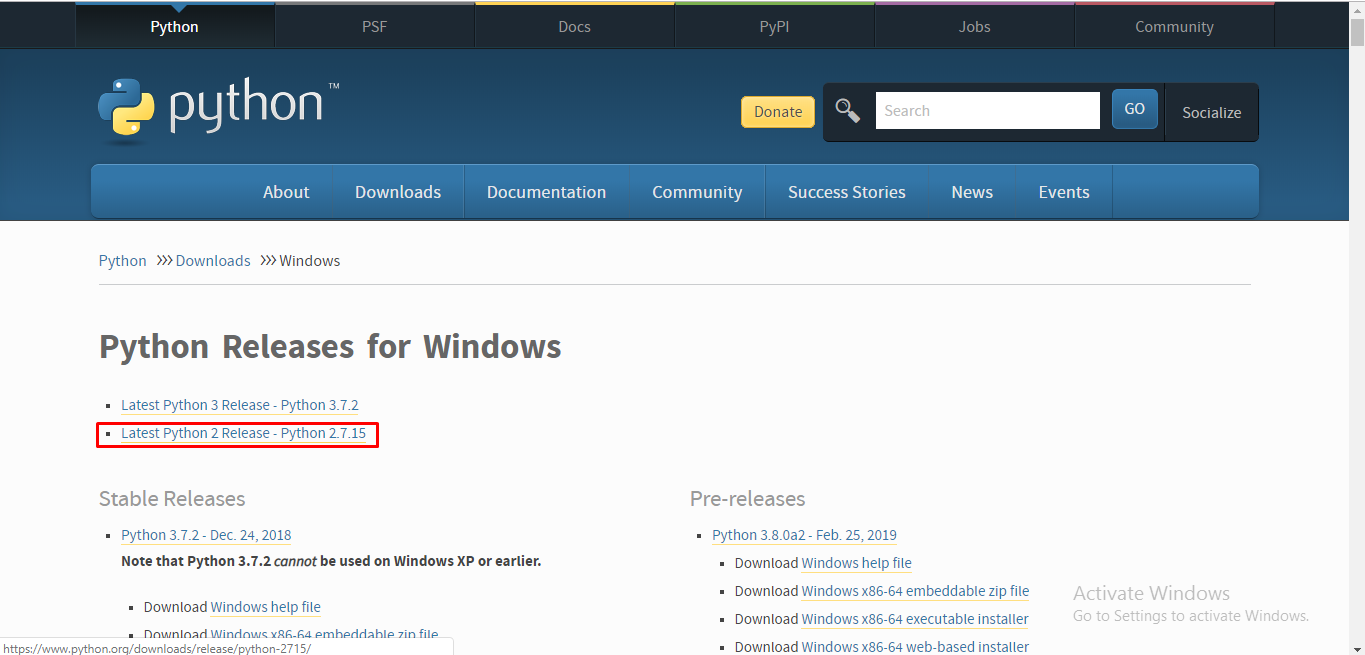 Python PSF Docs PyPI Jobs Community
python ™
Donate Search GO Socialize
About Downloads Documentation Community Success Stories News Events
Python >>> Downloads >>> Windows
Python Releases for Windows
Latest Python 3 Release - Python 3.7.2
Latest Python 2 Release - Python 2.7.15
Stable Releases
Python 3.7.2 - Dec. 24, 2018
Note that Python 3.7.2 cannot be used on Windows XP or earlier.
Download Windows help file
Download Windows x86-64 embeddable zip file
Pre-releases
Python 3.8.0a2 - Feb. 25, 2019
Download Windows help file
Download Windows x86-64 embeddable zip file
Download Windows x86-64 executable installer
Download Windows x86-64 web-based installer
Activate Windows
Go to Settings to activate Windows.
https://www.python.org/downloads/release/python-2715/